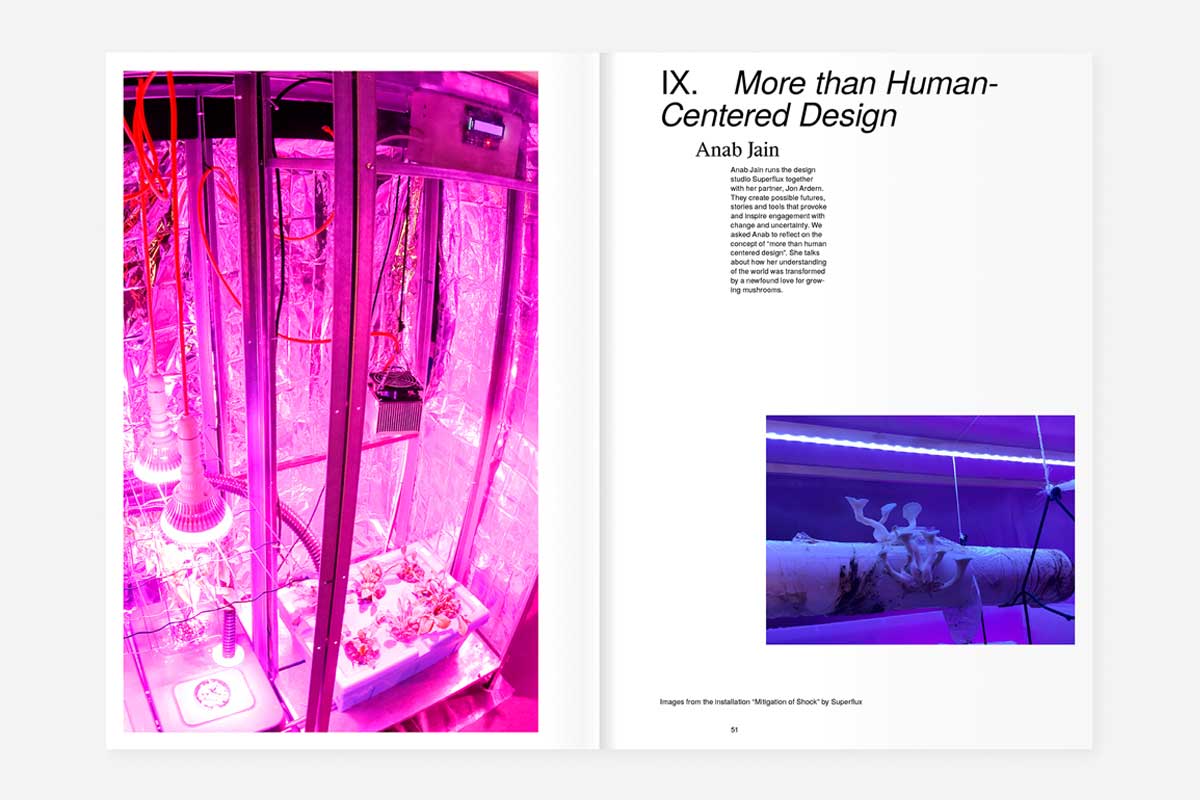 IX. More than Human-
Centered Design
Anab Jain
Anab Jain runs the design
studio Superflux together
with her partner, Jon Ardern.
They create possible futures,
stories and tools that provoke
and inspire engagement with
change and uncertainty. We
asked Anab to reflect on the
concept of “more than human
centered design”. She talks
about how her understanding
of the world was transformed
by a newfound love for grow-
ing mushrooms.
Images from the installation “Mitigation of Shock” by Superflux
51